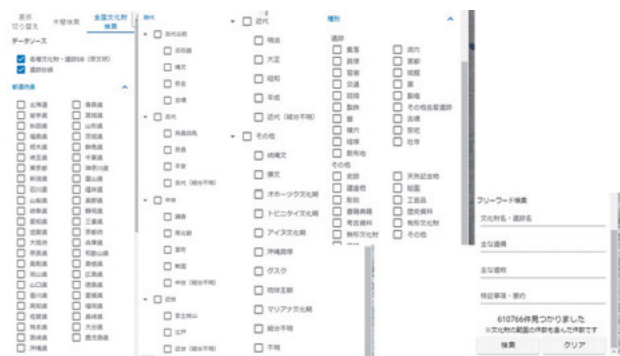 表示
切り替え
木簡検索
全国文化財
検索
データソース
各種文化財・遺跡DB（奈文研）
遺跡抄録
都道府県
北海道 青森県
岩手県 宮城県
秋田県 山形県
福島県 茨城県
栃木県 群馬県
埼玉県 千葉県
東京都 神奈川県
新潟県 富山県
石川県 福井県
山梨県 長野県
岐阜県 静岡県
愛知県 三重県
滋賀県 京都府
大阪府 兵庫県
奈良県 和歌山県
鳥取県 島根県
岡山県 広島県
山口県 徳島県
香川県 愛媛県
高知県 福岡県
佐賀県 長崎県
熊本県 大分県
宮崎県 鹿児島県
沖縄県
時代
古代以前
旧石器
縄文
弥生
古墳
古代
飛鳥白鳳
奈良
平安
古代（細分不明）
中世
鎌倉
南北朝
室町
戦国
中世（細分不明）
近世
安土桃山
江戸
近世（細分不明）
近代
明治
大正
昭和
平成
近代（細分不明）
その他
続縄文
擦文
オホーツク文化期
トビニタイ文化期
アイヌ文化期
沖縄貝塚
グスク
琉球王朝
マリアナ文化期
細分不明
不明
種別
遺跡
集落 洞穴
貝塚 宮都
官衙 城館
交通 窯
田畑 製塩
製鉄 その他生産遺跡
墓 古墳
横穴 祭祀
経塚 社寺
散布地
その他
史跡 天然記念物
建造物 絵画
彫刻 工芸品
書籍典籍 歴史資料
考古資料 有形文化財
無形文化財 その他
フリーワード検索
文化財名・遺跡名
主な遺構
主な遺物
特記事項・要約
610766件見つかりました
※文化財の範囲の件数も含んだ件数です
検索 クリア